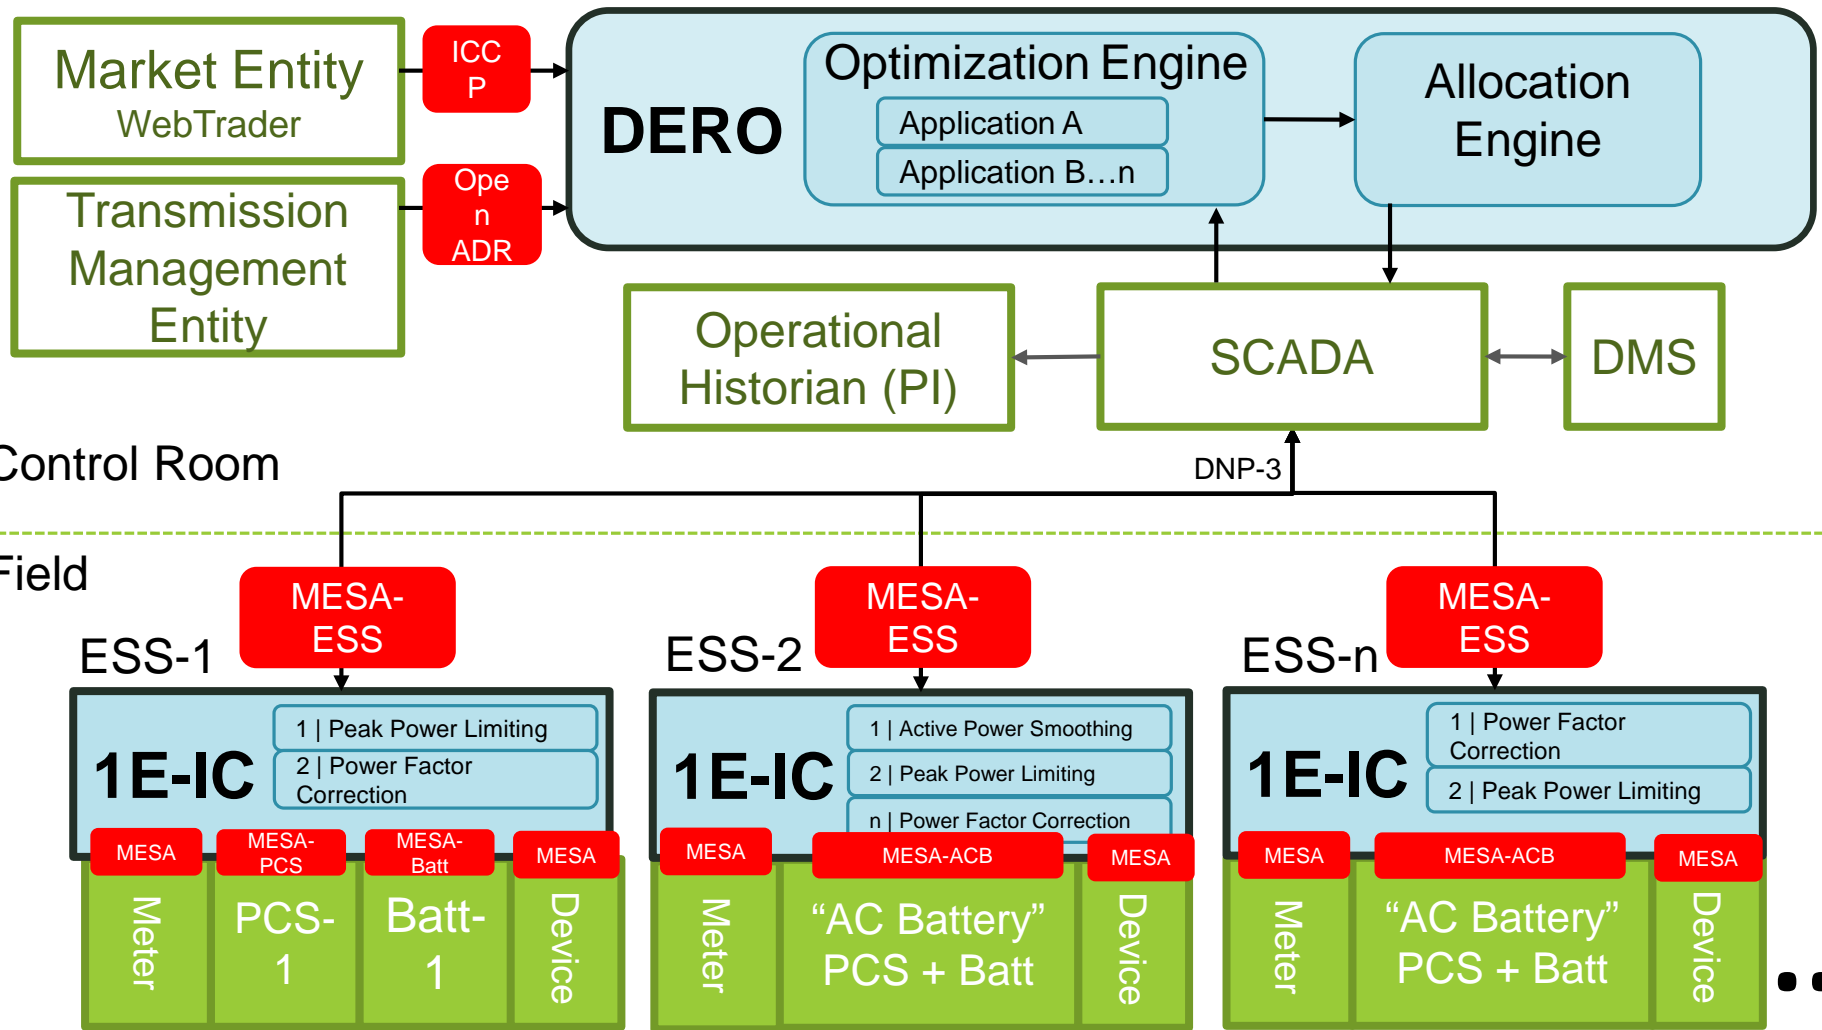 Market Entity
WebTrader
ICC
P
Transmission
Management
Entity
Ope
n
ADR
DERO
Optimization Engine
Application A
Application B…n
Allocation
Engine
Operational
Historian (PI)
SCADA
DMS
Control Room
DNP-3
Field
MESA-
ESS
MESA-
ESS
MESA-
ESS
ESS-1
ESS-2
ESS-n
1E-IC
1 | Peak Power Limiting
2 | Power Factor
Correction
1E-IC
1 | Active Power Smoothing
2 | Peak Power Limiting
n | Power Factor Correction
1E-IC
1 | Power Factor
Correction
2 | Peak Power Limiting
MESA
MESA-
PCS
MESA-
Batt
MESA
MESA
MESA-ACB
MESA
MESA
MESA-ACB
MESA
Meter
PCS-
1
Batt-
1
Device
Meter
“AC Battery”
PCS + Batt
Device
Meter
“AC Battery”
PCS + Batt
Device
..